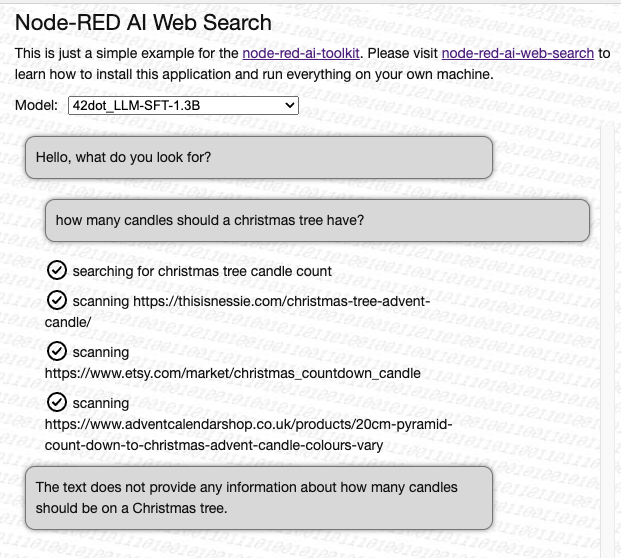 Node-RED AI Web Search
This is just a simple example for the node-red-ai-toolkit. Please visit node-red-ai-web-search to
learn how to install this application and run everything on your own machine.
Model: 42dot_LLM-SFT-1.3B
Hello, what do you look for?
how many candles should a christmas tree have?
searching for christmas tree candle count
scanning https://thisisnessie.com/christmas-tree-advent-
candle/
scanning
https://www.etsy.com/market/christmas_countdown_candle
scanning
https://www.adventcalendarshop.co.uk/products/20cm-pyramid-
count-down-to-christmas-advent-candle-colours-vary
The text does not provide any information about how many candles
should be on a Christmas tree.